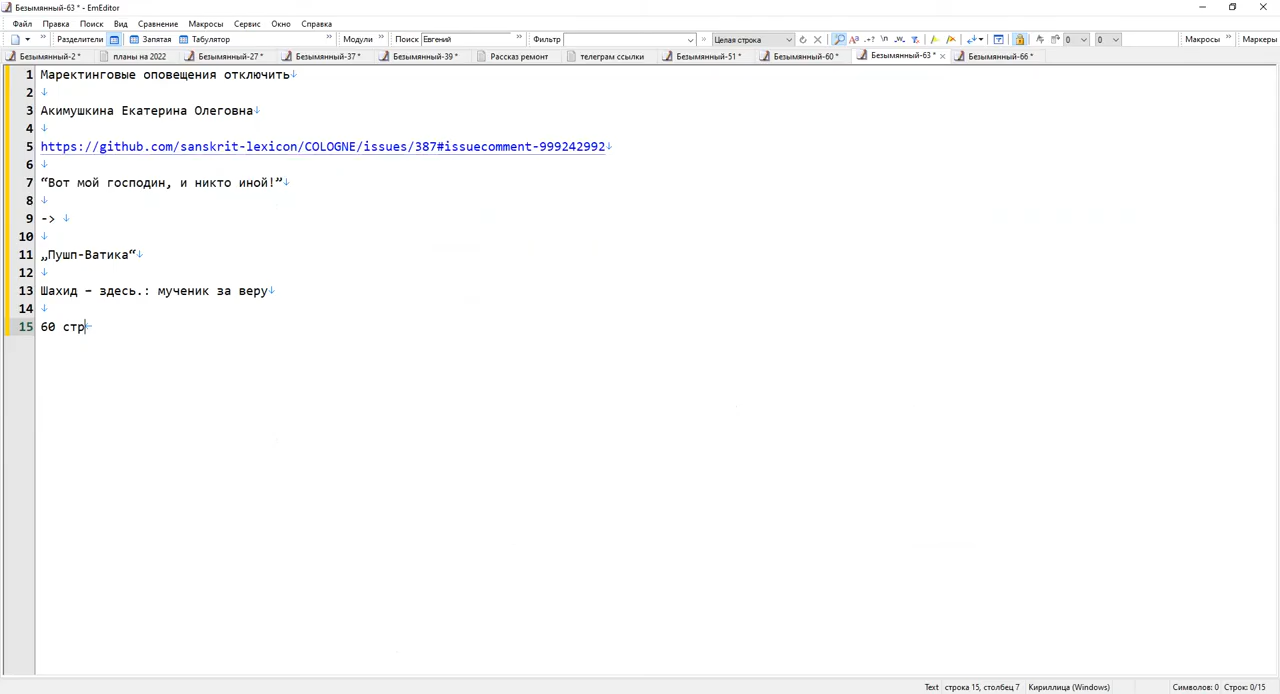 Безымянный-63 * - EmEditor
Файл Правка Поиск Вид Сравнение Макросы Сервис Окно Справка
» Разделители Запятая Табулятор » Модули » Поиск Евгений » Фильтр » Целая строка 0 0 Макросы » Маркеры
Безымянный-2 * планы на 2022 Безымянный-27 * Безымянный-37 * Безымянный-39 * Рассказ ремонт телеграм ссылки Безымянный-51 * Безымянный-60 * Безымянный-63 * × Безымянный-66 *
1 Маректинговые оповещения отключить↓
2 ↓
3 Акимушкина Екатерина Олеговна↓
4 ↓
5 https://github.com/sanskrit-lexicon/COLOGNE/issues/387#issuecomment-999242992↓
6 ↓
7 “Вот мой господин, и никто иной!”↓
8 ↓
9 -> ↓
10 ↓
11 „Пушп-Ватика“↓
12 ↓
13 Шахид – здесь.: мученик за веру↓
14 ↓
15 60 стр←
Text строка 15, столбец 7 Кириллица (Windows) Символов: 0 Строк: 0/15